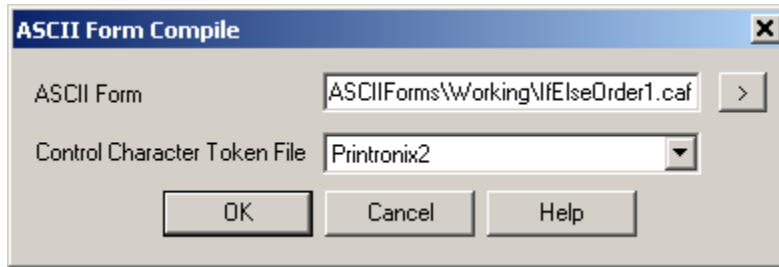 ASCII Form Compile
ASCII Form ASCIIForms\Working\IfElseOrder1.caf >
Control Character Token File Printronix2
OK Cancel Help